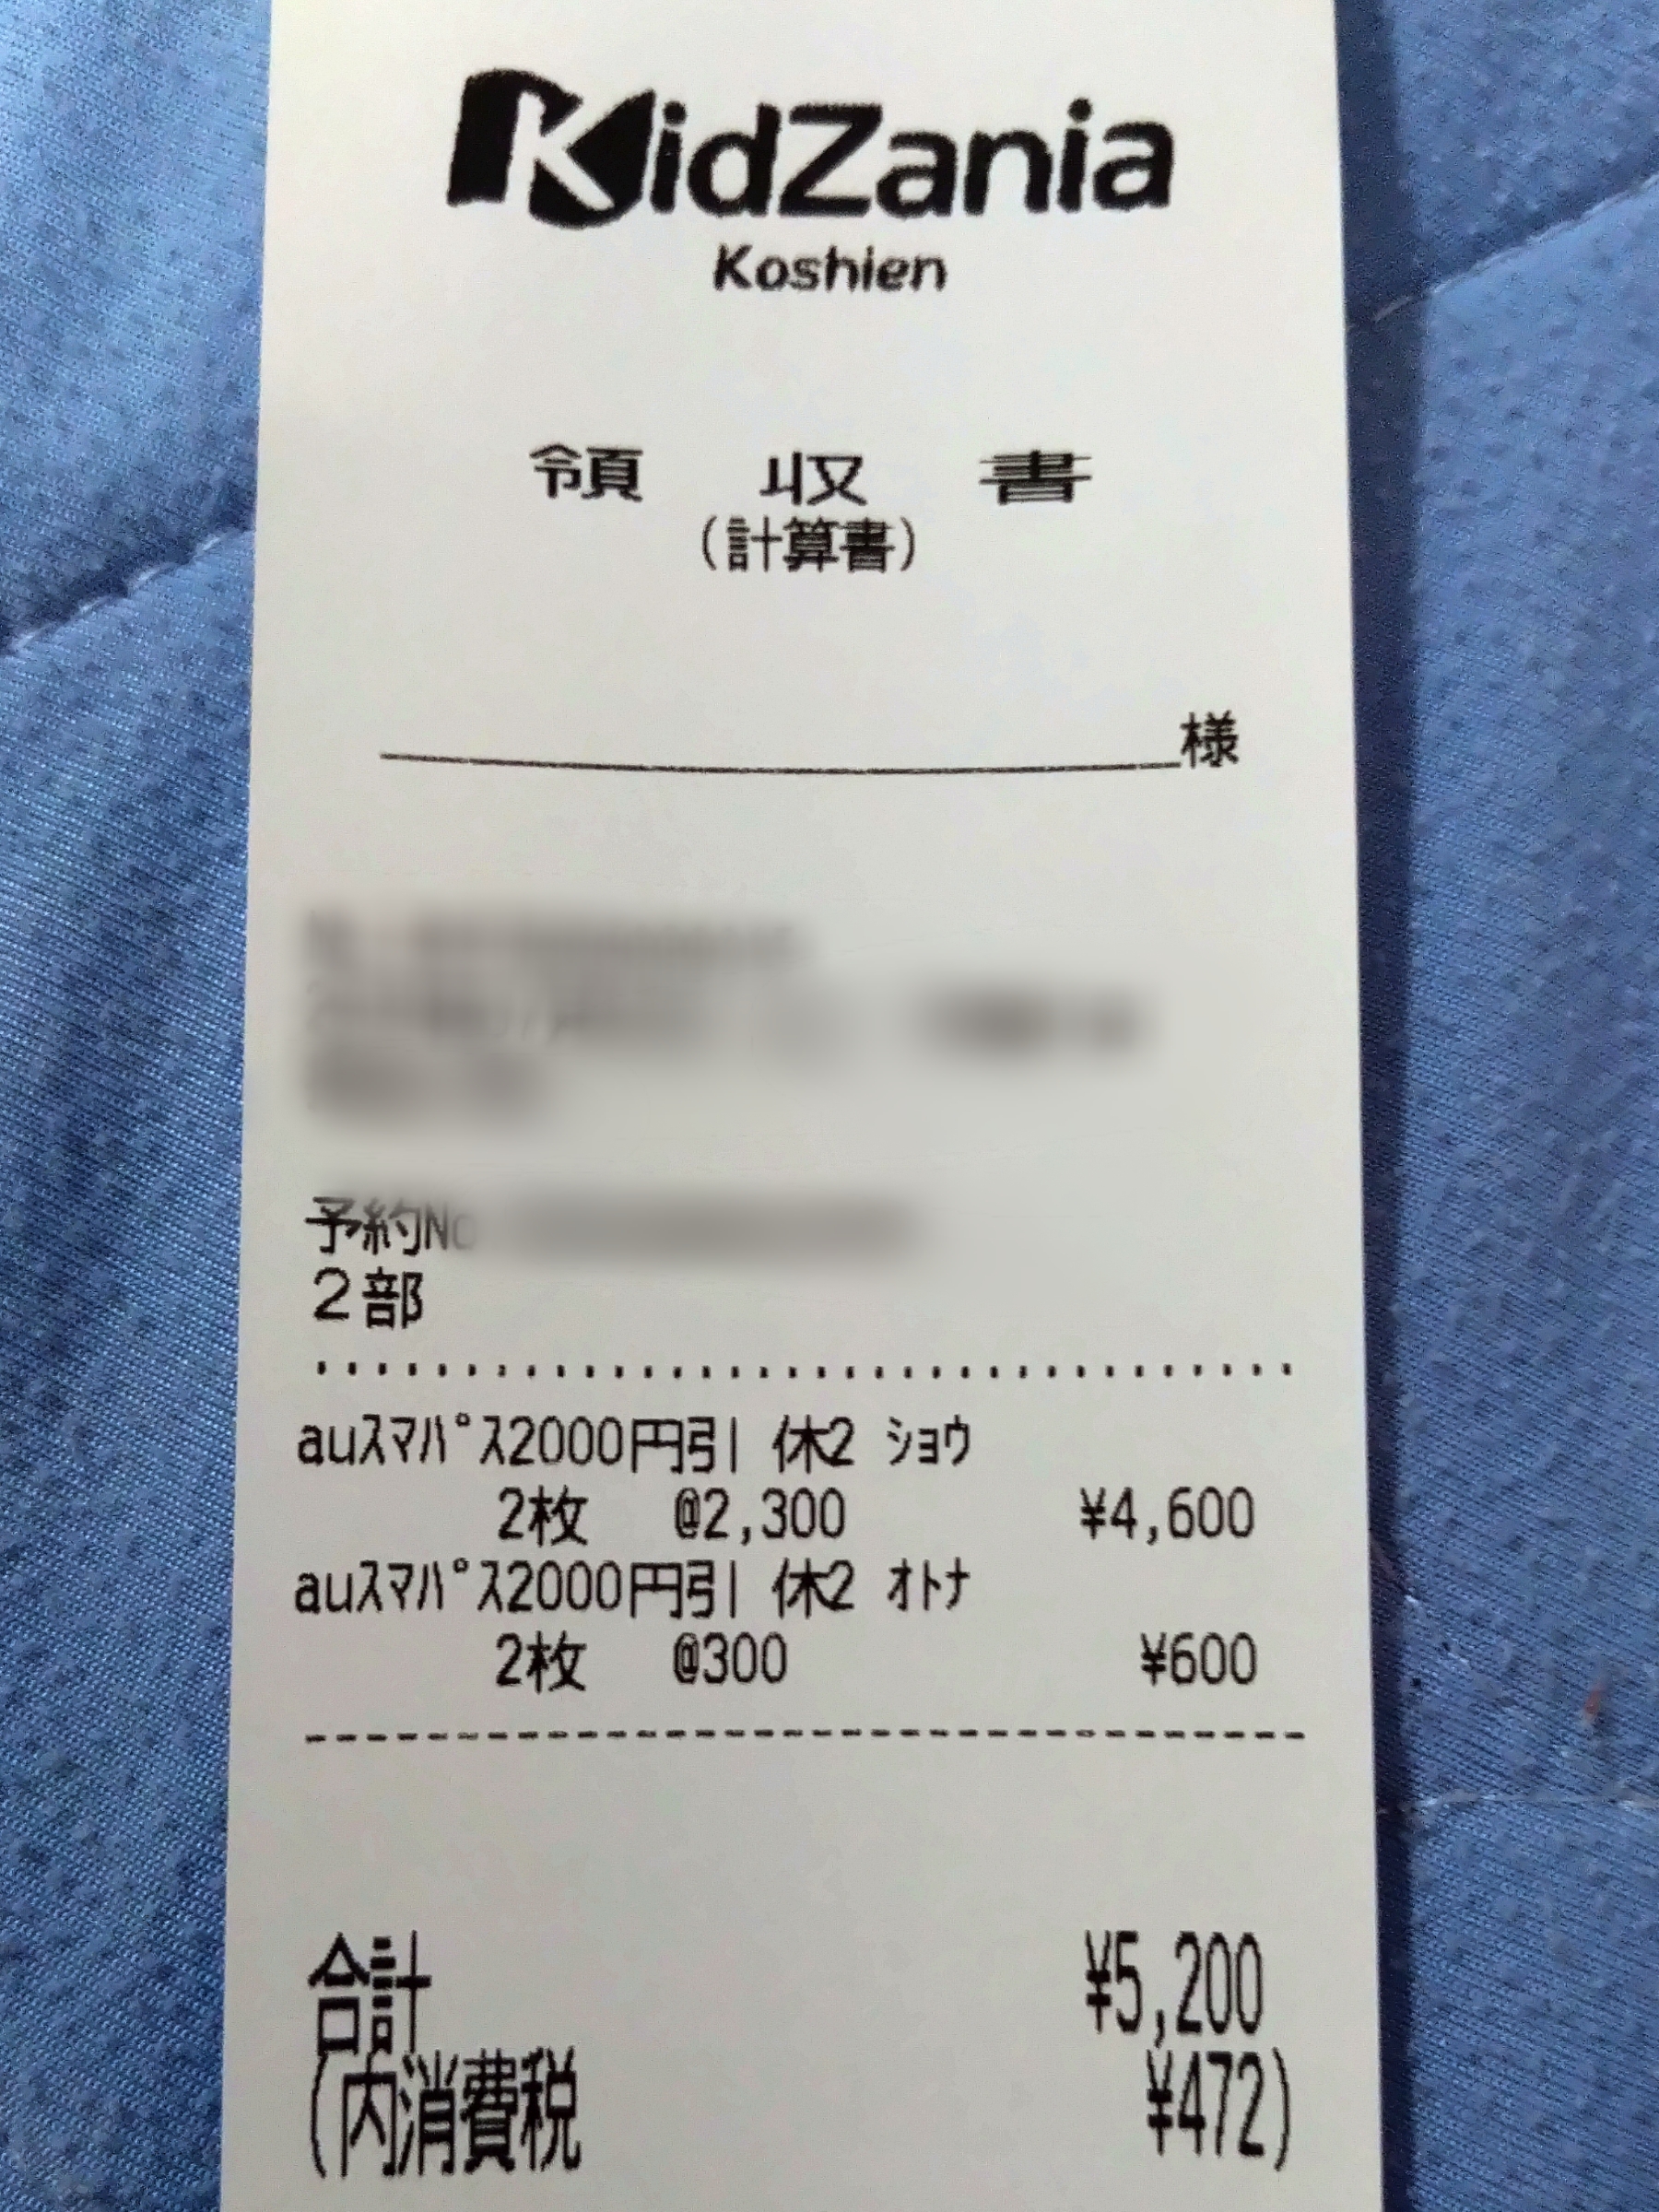 KidZania
Koshien
領 収 書
(計算書)
様
予約No
2部
auスマパス2000円引 休2 ショウ
2枚 @2,300 ¥4,600
auスマパス2000円引 休2 オトナ
2枚 @300 ¥600
合計 ¥5,200
(内消費税 ¥472)